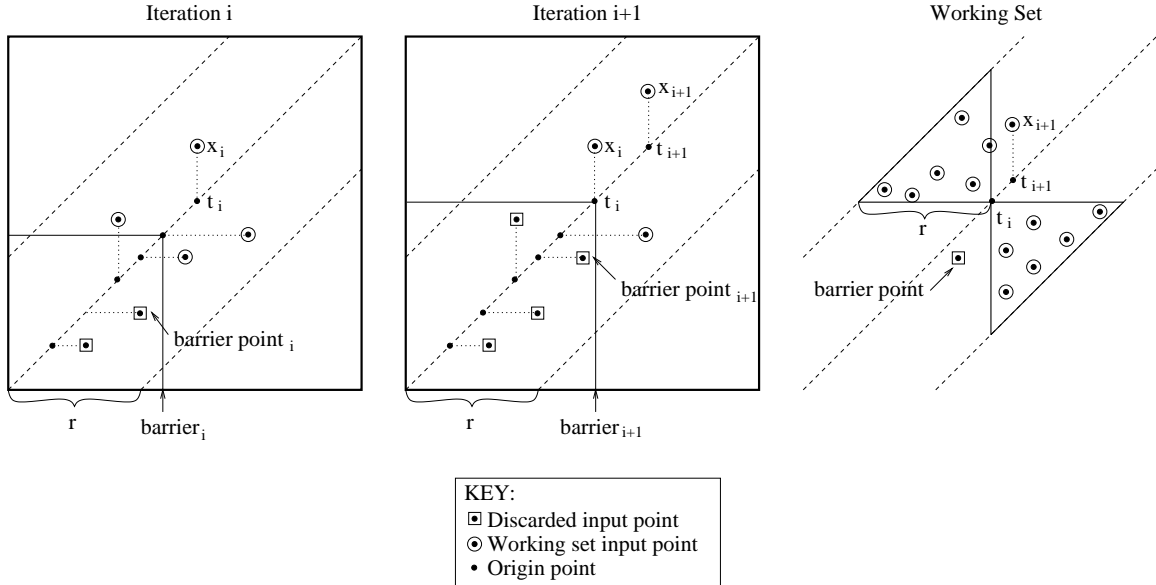 Iteration i
x i
t i
barrier point i
r
barrier i
Iteration i+1
x i+1
x i
t i+1
t i
barrier point i+1
r
barrier i+1
Working Set
x i+1
t i+1
r
t i
barrier point
KEY:
Discarded input point
Working set input point
Origin point